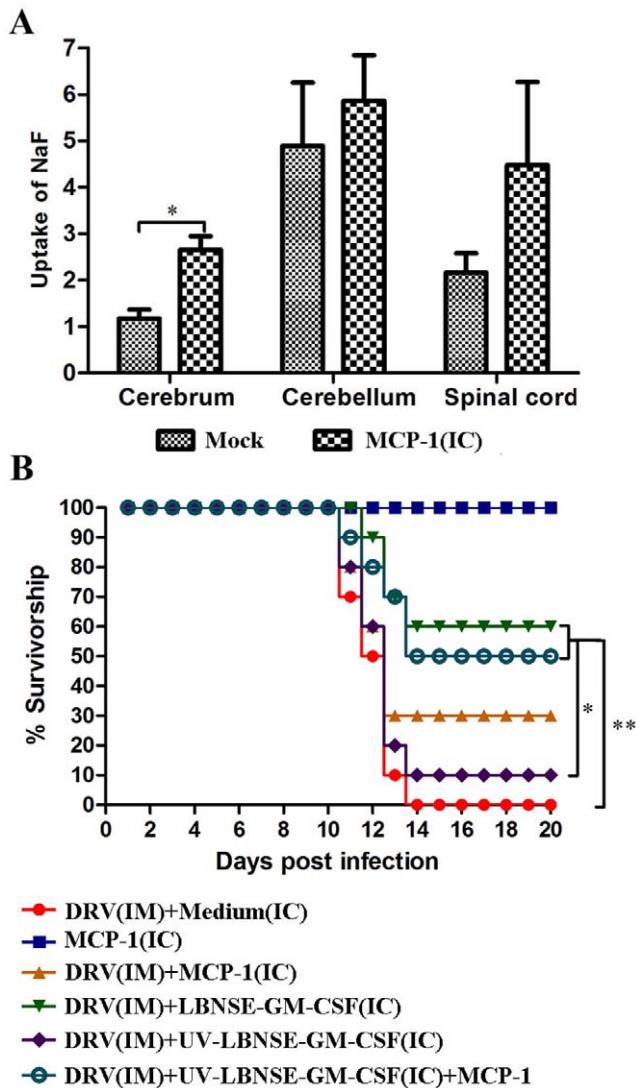 A
7
6
5
4
3
2
1
0
Uptake of NaF
*
Cerebrum Cerebellum Spinal cord
Mock MCP-1(IC)
B
100
90
80
70
60
50
40
30
20
10
0
% Survivorship
*
**
0 2 4 6 8 10 12 14 16 18 20
Days post infection
DRV(IM)+Medium(IC)
MCP-1(IC)
DRV(IM)+MCP-1(IC)
DRV(IM)+LBNSE-GM-CSF(IC)
DRV(IM)+UV-LBNSE-GM-CSF(IC)
DRV(IM)+UV-LBNSE-GM-CSF(IC)+MCP-1